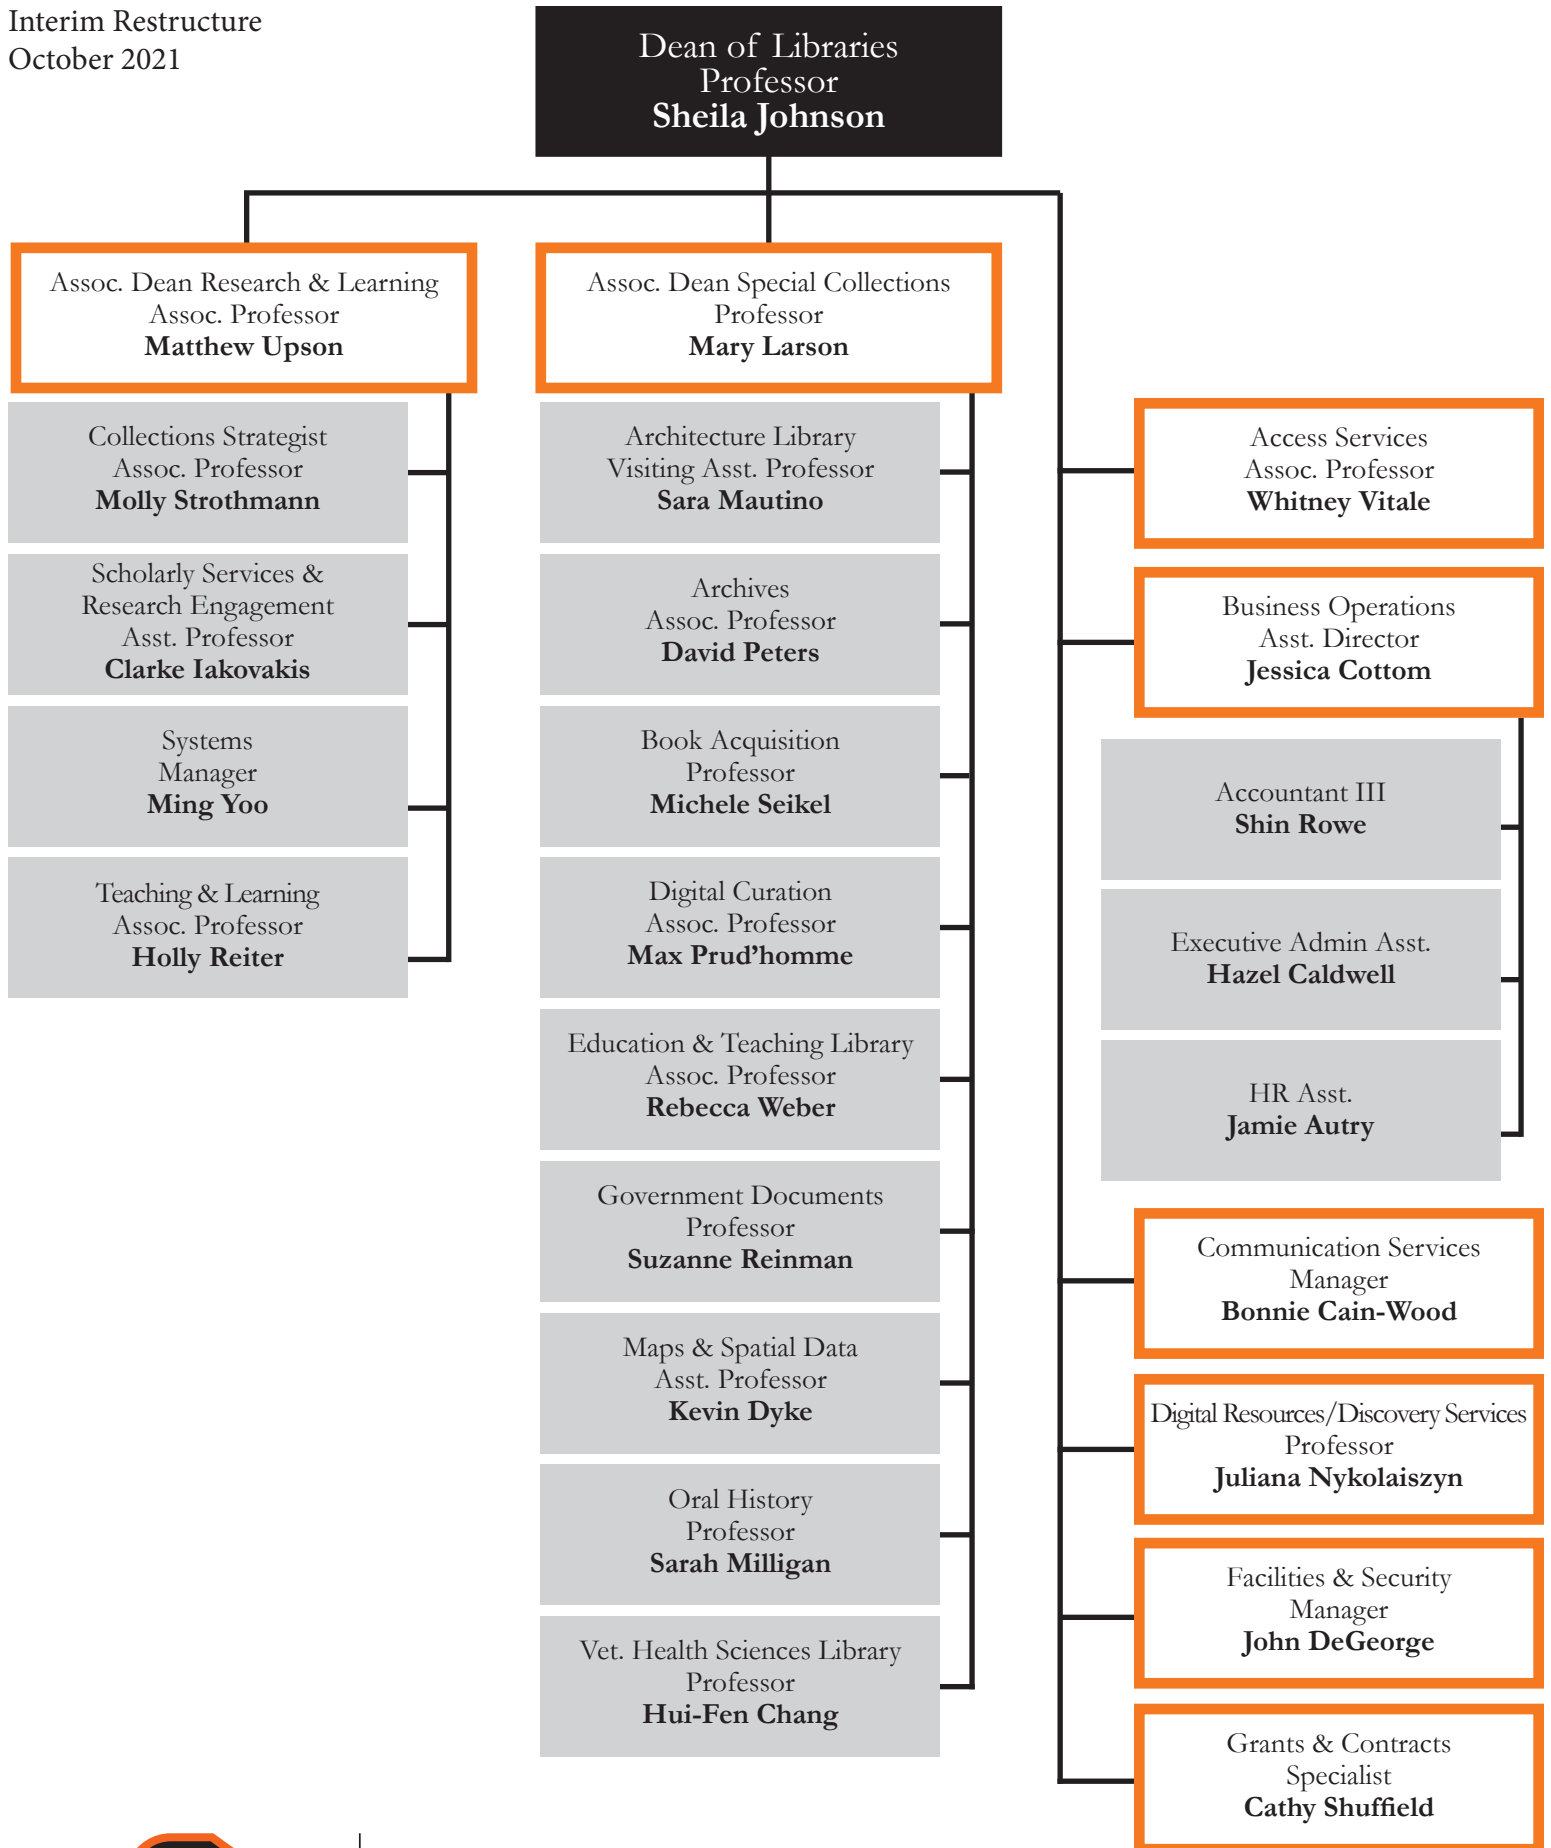 Interim Restructure
October 2021
Dean of Libraries
Professor
Sheila Johnson
Assoc. Dean Research & Learning
Assoc. Professor
Matthew Upson
Collections Strategist
Assoc. Professor
Molly Strothmann
Scholarly Services &
Research Engagement
Asst. Professor
Clarke Iakovakis
Systems
Manager
Ming Yoo
Teaching & Learning
Assoc. Professor
Holly Reiter
Assoc. Dean Special Collections
Professor
Mary Larson
Architecture Library
Visiting Asst. Professor
Sara Mautino
Archives
Assoc. Professor
David Peters
Book Acquisition
Professor
Michele Seikel
Digital Curation
Assoc. Professor
Max Prud’homme
Education & Teaching Library
Assoc. Professor
Rebecca Weber
Government Documents
Professor
Suzanne Reinman
Maps & Spatial Data
Asst. Professor
Kevin Dyke
Oral History
Professor
Sarah Milligan
Vet. Health Sciences Library
Professor
Hui-Fen Chang
Access Services
Assoc. Professor
Whitney Vitale
Business Operations
Asst. Director
Jessica Cottom
Accountant III
Shin Rowe
Executive Admin Asst.
Hazel Caldwell
HR Asst.
Jamie Autry
Communication Services
Manager
Bonnie Cain-Wood
Digital Resources/Discovery Services
Professor
Juliana Nykolaiszyn
Facilities & Security
Manager
John DeGeorge
Grants & Contracts
Specialist
Cathy Shuffield